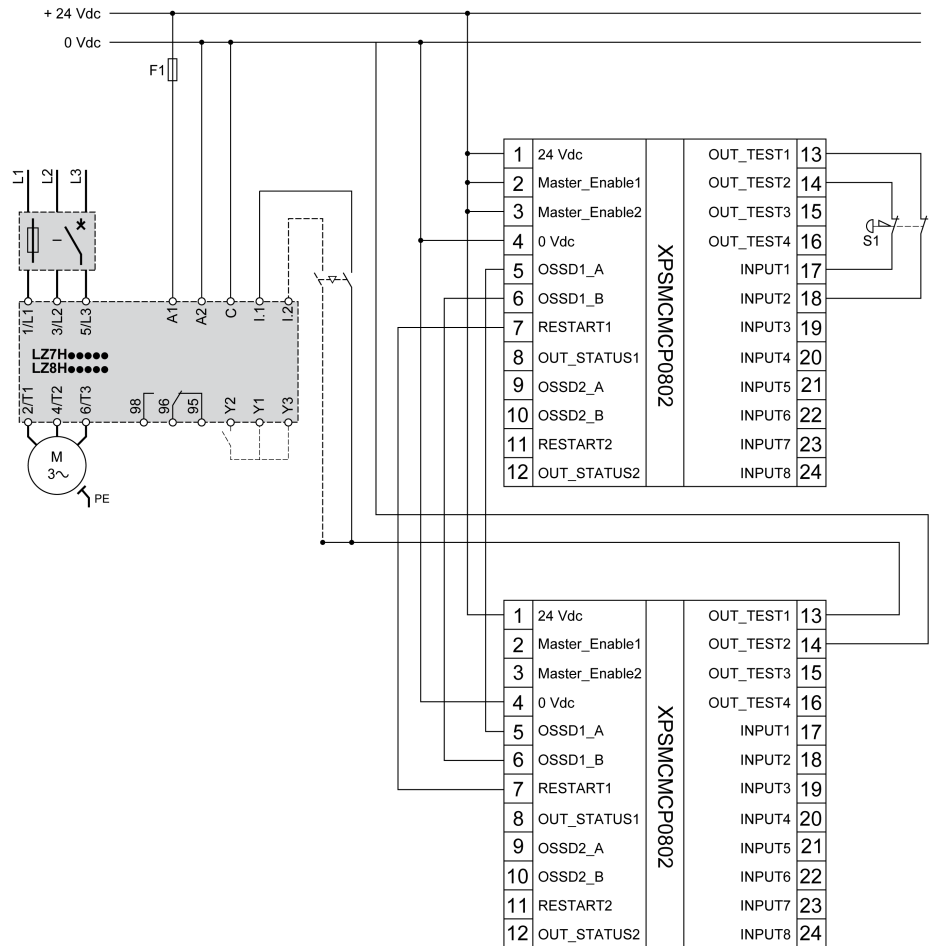 + 24 Vdc
0 Vdc
F1
L1
L2
L3
1/L1
3/L2
5/L3
A1
A2
C
I.1
I.2
LZ7H●●●●●
LZ8H●●●●●
2/T1
4/T2
6/T3
98
96
95
Y2
Y1
Y3
M
3~
PE
XPSMCMCP0802
1 24 Vdc OUT_TEST1 13
2 Master_Enable1 OUT_TEST2 14
3 Master_Enable2 OUT_TEST3 15
4 0 Vdc OUT_TEST4 16
5 OSSD1_A INPUT1 17
6 OSSD1_B INPUT2 18
7 RESTART1 INPUT3 19
8 OUT_STATUS1 INPUT4 20
9 OSSD2_A INPUT5 21
10 OSSD2_B INPUT6 22
11 RESTART2 INPUT7 23
12 OUT_STATUS2 INPUT8 24
S1
XPSMCMCP0802
1 24 Vdc OUT_TEST1 13
2 Master_Enable1 OUT_TEST2 14
3 Master_Enable2 OUT_TEST3 15
4 0 Vdc OUT_TEST4 16
5 OSSD1_A INPUT1 17
6 OSSD1_B INPUT2 18
7 RESTART1 INPUT3 19
8 OUT_STATUS1 INPUT4 20
9 OSSD2_A INPUT5 21
10 OSSD2_B INPUT6 22
11 RESTART2 INPUT7 23
12 OUT_STATUS2 INPUT8 24